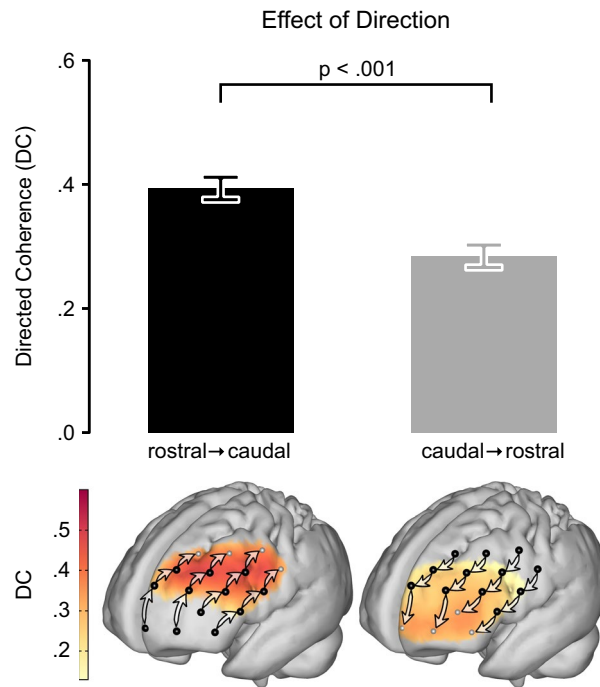 Effect of Direction
p < .001
Directed Coherence (DC)
.6
.4
.2
.0
rostral→caudal
caudal→rostral
DC
.5
.4
.3
.2